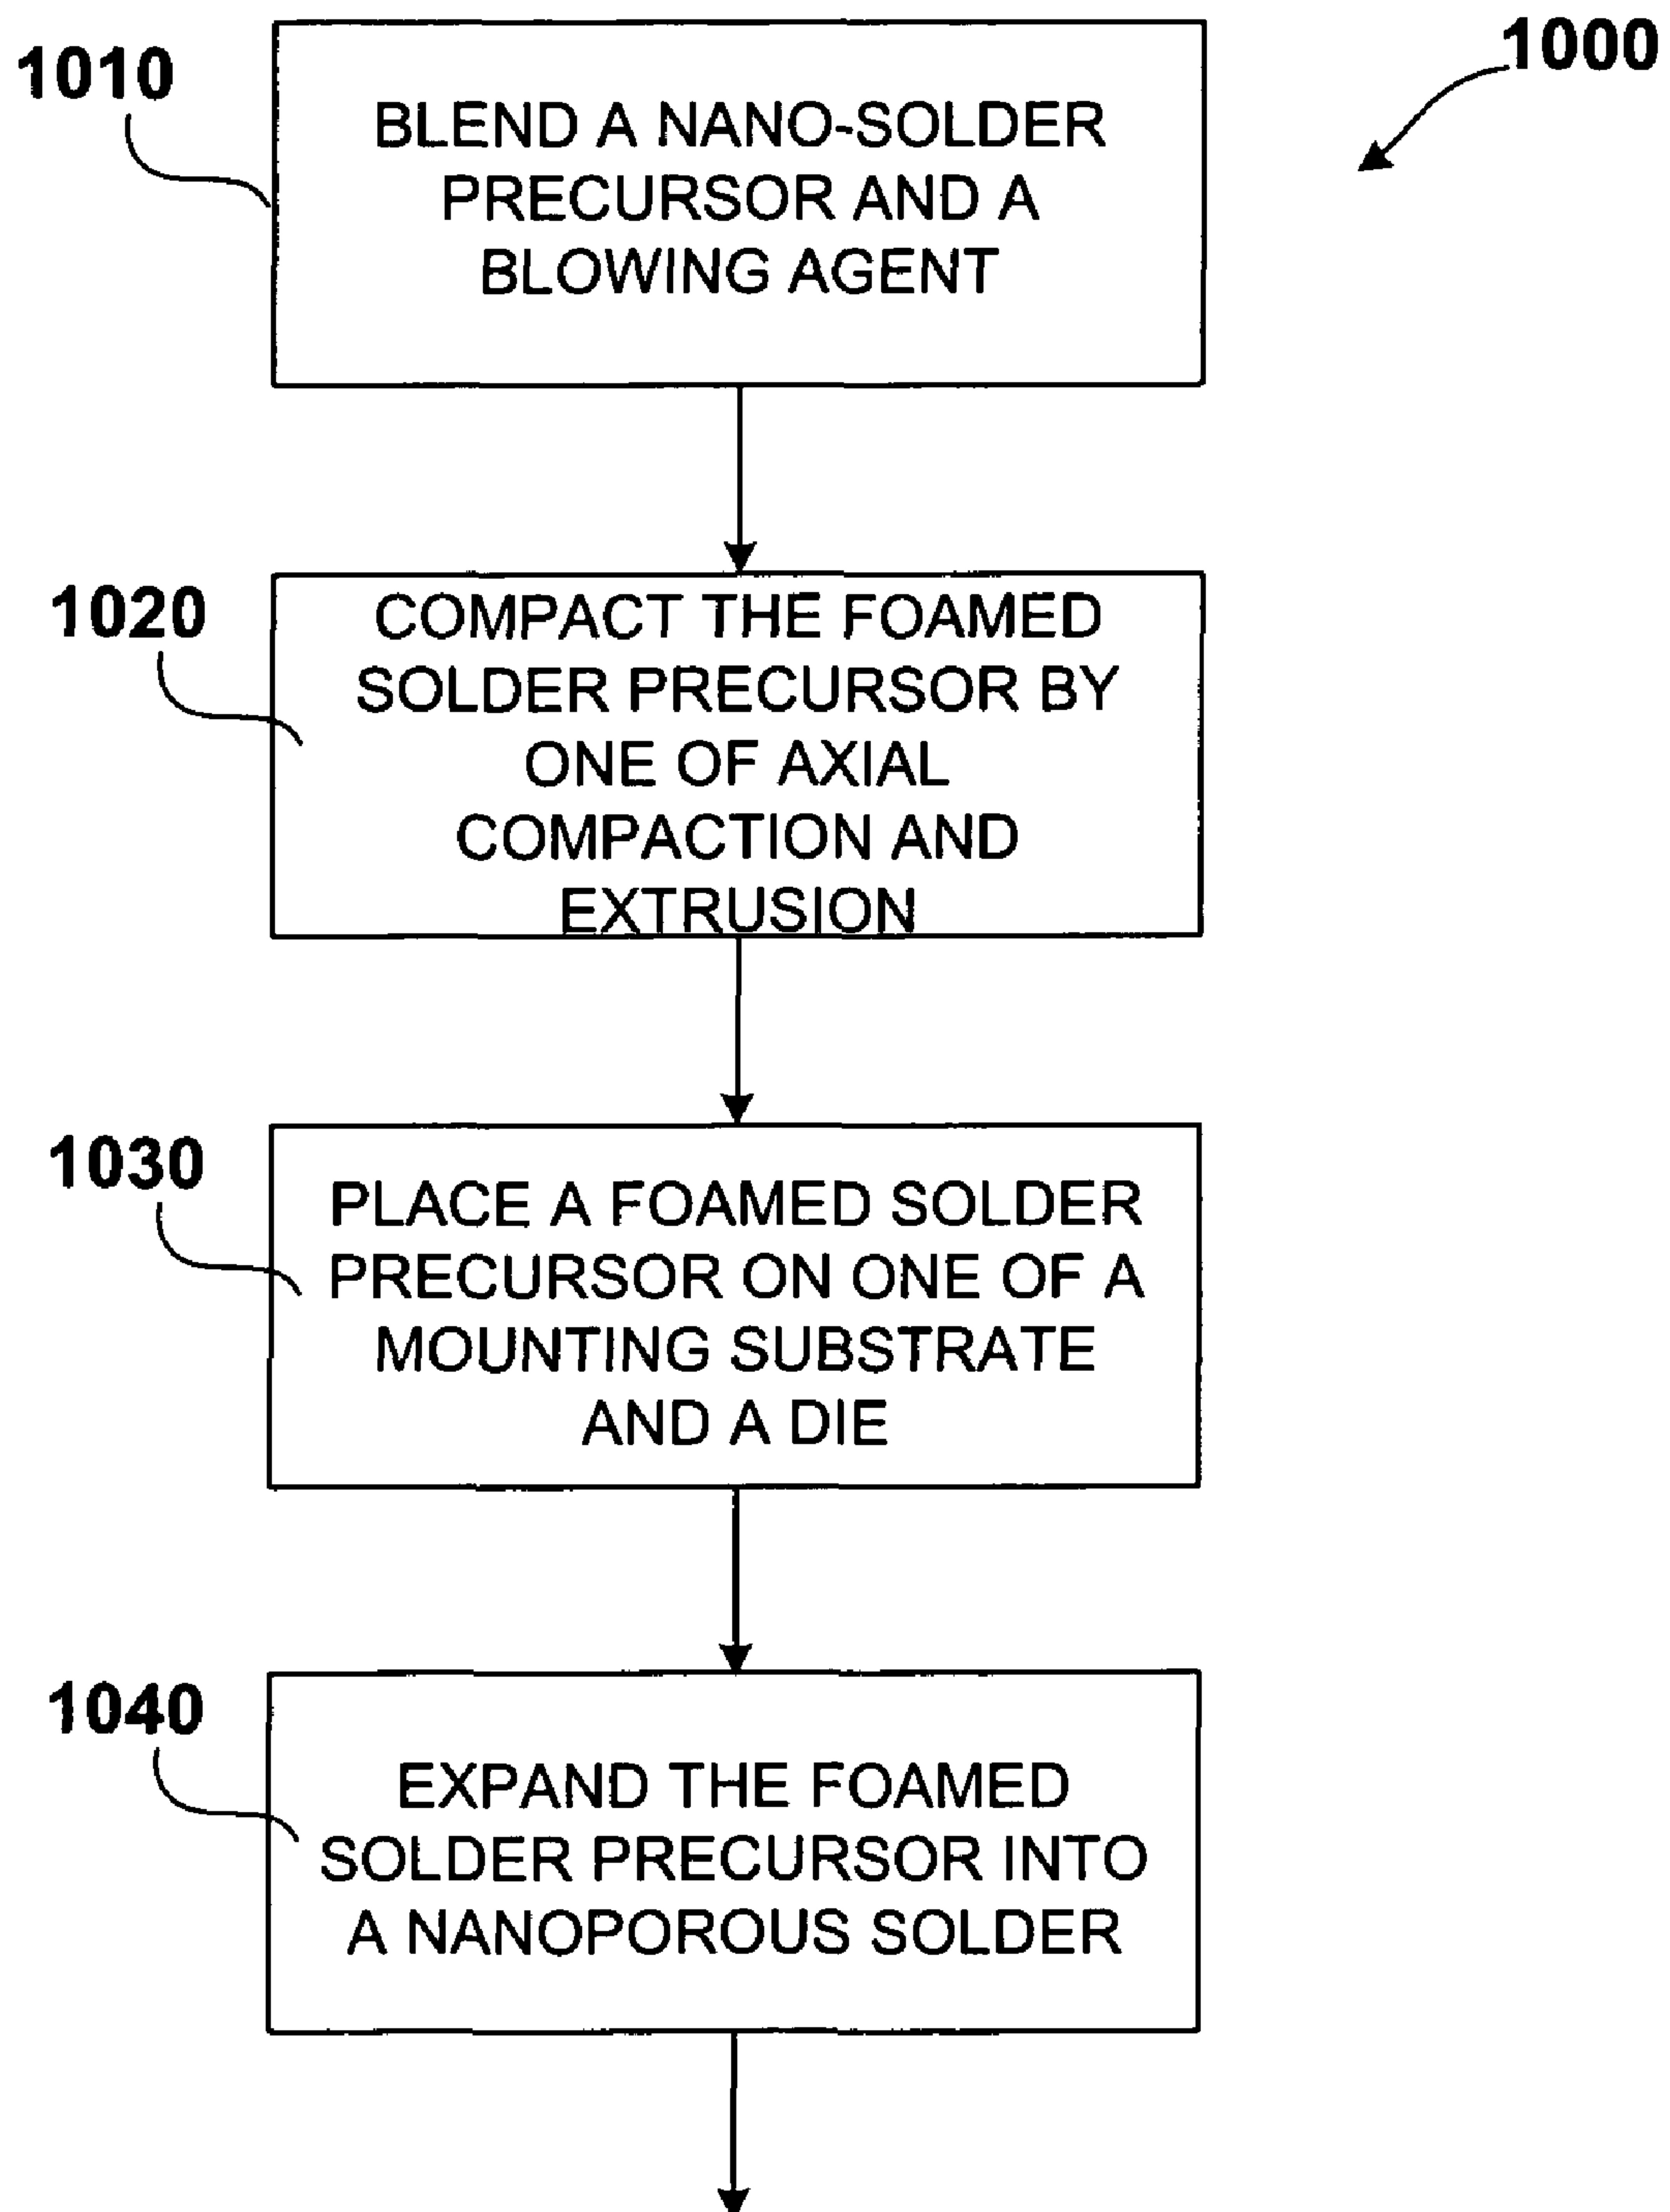 1000
1010
BLEND A NANO-SOLDER
PRECURSOR AND A
BLOWING AGENT
1020
COMPACT THE FOAMED
SOLDER PRECURSOR BY
ONE OF AXIAL
COMPACTION AND
EXTRUSION
1030
PLACE A FOAMED SOLDER
PRECURSOR ON ONE OF A
MOUNTING SUBSTRATE
AND A DIE
1040
EXPAND THE FOAMED
SOLDER PRECURSOR INTO
A NANOPOROUS SOLDER